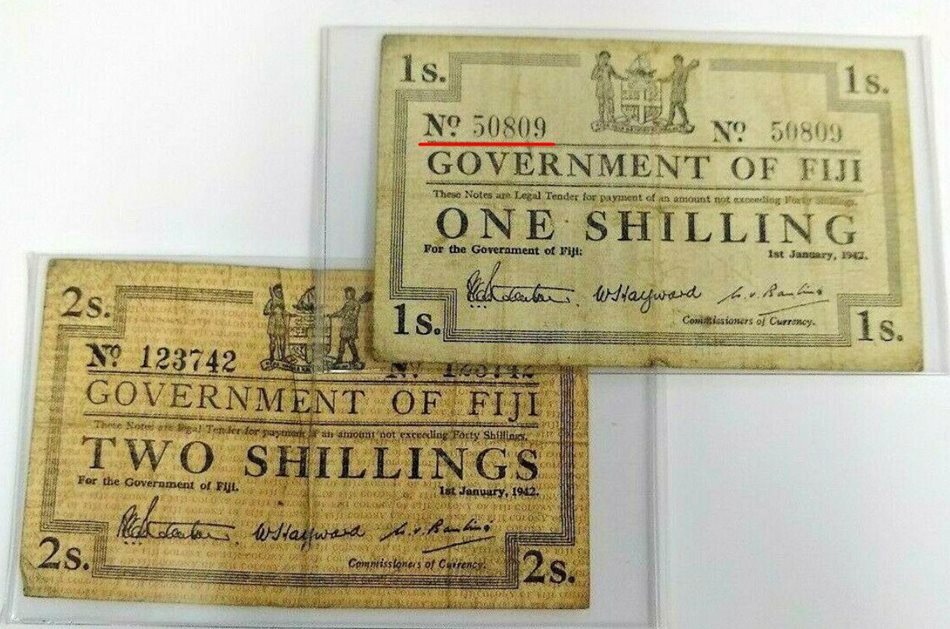 1s. 1s.
Nº 50809 Nº 50809
GOVERNMENT OF FIJI
These Notes are Legal Tender for payment of an amount not exceeding Forty Shillings.
ONE SHILLING
For the Government of Fiji: 1st January, 1942.
W S Hayward
Commissioners of Currency.
1s. 1s.
2s.
Nº 123742 Nº 123742
GOVERNMENT OF FIJI
These Notes are legal Tender for payment of an amount not exceeding Forty Shillings.
TWO SHILLINGS
For the Government of Fiji. 1st January, 1942.
W S Hayward
Commissioners of Currency.
2s. 2s.